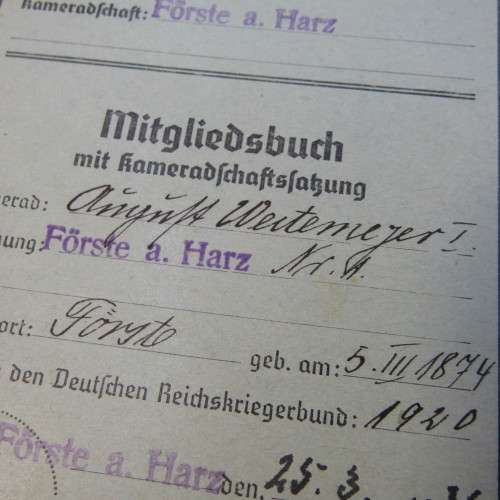 Kameradschaft: Förste a. Harz
Mitgliedsbuch
mit Kameradschaftssatzung
erad: August Weitemeyer I.
ung: Förste a. Harz Nr. 1.
ort: Förste geb. am: 5. III 1874
den Deutschen Reichskriegerbund: 1920
Förste a. Harz den, 25. 3.